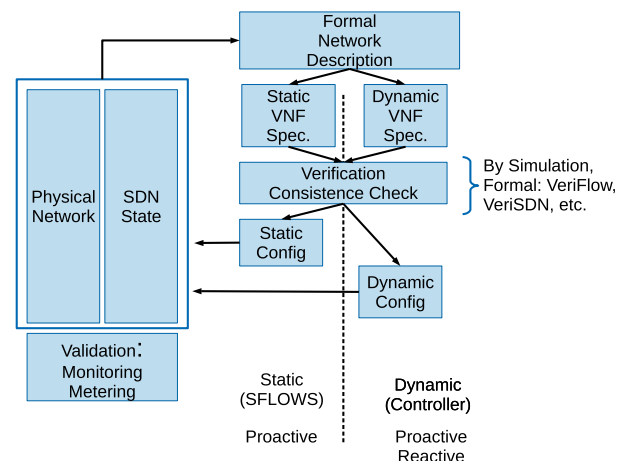 Formal
Network
Description
Static
VNF
Spec.
Dynamic
VNF
Spec.
Verification
Consistence Check
By Simulation,
Formal: VeriFlow,
VeriSDN, etc.
Physical
Network
SDN
State
Static
Config
Dynamic
Config
Validation:
Monitoring
Metering
Static
(SFLOWS)
Proactive
Dynamic
(Controller)
Proactive
Reactive